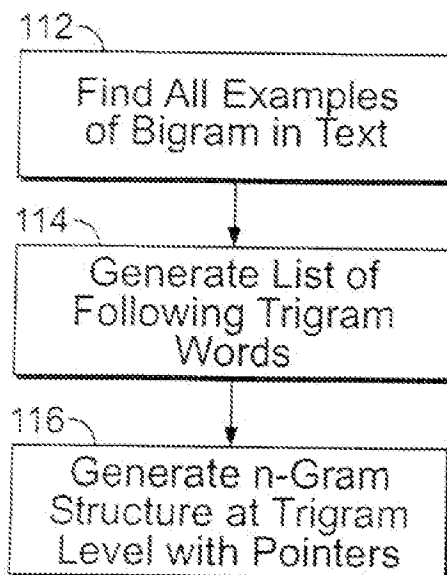 112
Find All Examples
of Bigram in Text
114
Generate List of
Following Trigram
Words
116
Generate n-Gram
Structure at Trigram
Level with Pointers